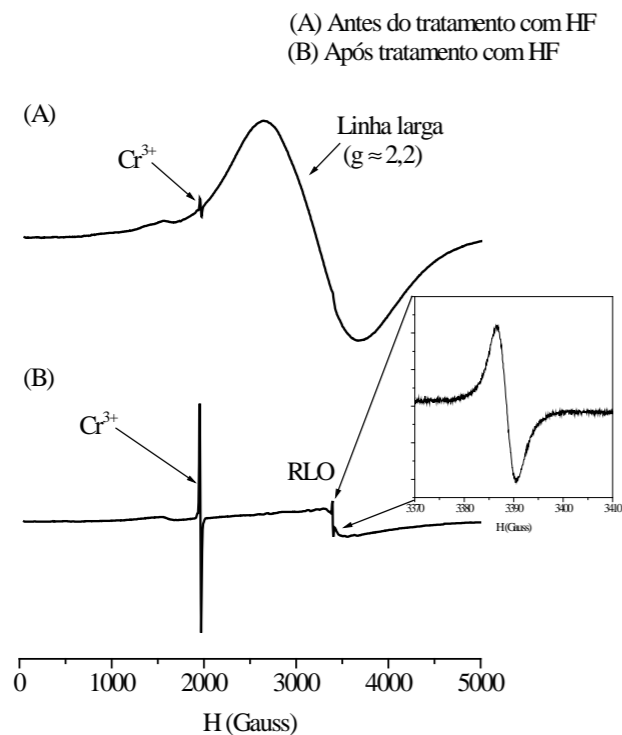 (A) Antes do tratamento com HF
(B) Após tratamento com HF
(A)
Linha larga
(g ≈ 2,2)
Cr³⁺
(B)
Cr³⁺
RLO
3370 3380 3390 3400 3410
H (Gauss)
0 1000 2000 3000 4000 5000
H (Gauss)